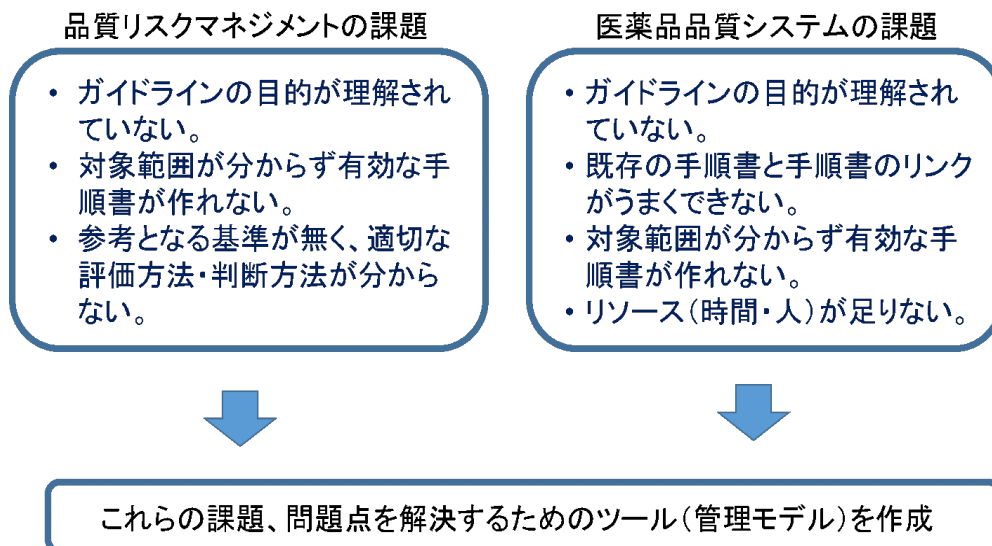 品質リスクマネジメントの課題
• ガイドラインの目的が理解され
ていない。
• 対象範囲が分からず有効な手
順書が作れない。
• 参考となる基準が無く、適切な
評価方法・判断方法が分から
ない。
医薬品品質システムの課題
• ガイドラインの目的が理解され
ていない。
• 既存の手順書と手順書のリンク
がうまくできない。
• 対象範囲が分からず有効な手
順書が作れない。
• リソース(時間・人)が足りない。
これらの課題、問題点を解決するためのツール(管理モデル)を作成